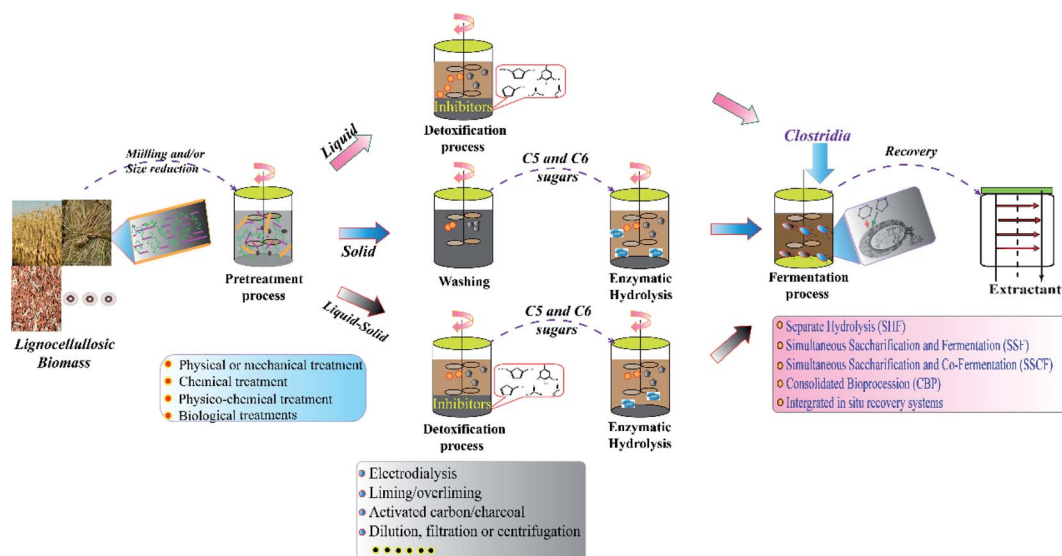 Miilling and/or
Size reduction
Lignocellullosic
Biomass
Pretreatment
process
Physical or mechanical treatment
Chemical treatment
Physico-chemical treatment
Biological treatments
Liquid
Solid
Liquid-Solid
Inhibitors
Detoxification
process
Washing
C5 and C6
sugars
Enzymatic
Hydrolysis
Inhibitors
Detoxification
process
C5 and C6
sugars
Enzymatic
Hydrolysis
Electrodialysis
Liming/overliming
Activated carbon/charcoal
Dilution, filtration or centrifugation
Clostridia
Fermentation
process
Recovery
Extractant
Separate Hydrolysis (SHF)
Simultaneous Saccharification and Fermentation (SSF)
Simultaneous Saccharification and Co-Fermentation (SSCF)
Consolidated Bioprocession (CBP)
Intergrated in situ recovery systems